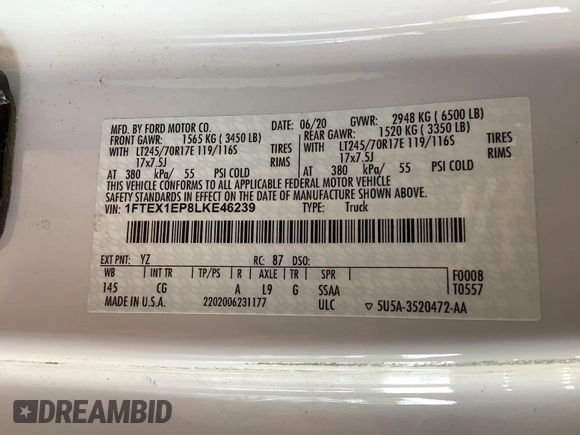 MFD. BY FORD MOTOR CO. DATE: 06/20 GVWR: 2948 KG ( 6500 LB)
FRONT GAWR: 1565 KG ( 3450 LB) REAR GAWR: 1520 KG ( 3350 LB)
WITH LT245/70R17E 119/116S TIRES WITH LT245/70R17E 119/116S TIRES
17x7.5J RIMS 17x7.5J RIMS
AT 380 kPa/ 55 PSI COLD AT 380 kPa/ 55 PSI COLD
THIS VEHICLE CONFORMS TO ALL APPLICABLE FEDERAL MOTOR VEHICLE
SAFETY STANDARDS IN EFFECT ON THE DATE OF MANUFACTURE SHOWN ABOVE.
VIN: 1FTEX1EP8LKE46239 TYPE: Truck
EXT PNT: YZ RC: 87 DSO:
WB INT TR TP/PS R AXLE TR SPR F0008
145 CG A L9 G SSAA T0557
MADE IN U.S.A. 2202006231177 ULC ▽ 5U5A-3520472-AA
DREAMBID